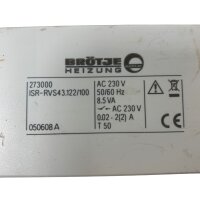 BRÖTJE
HEIZUNG
273000
ISR-RVS43.122/100
050608 A
AC 230 V
50/60 Hz
8.5 VA
AC 230 V
0.02 - 2(2) A
T 50